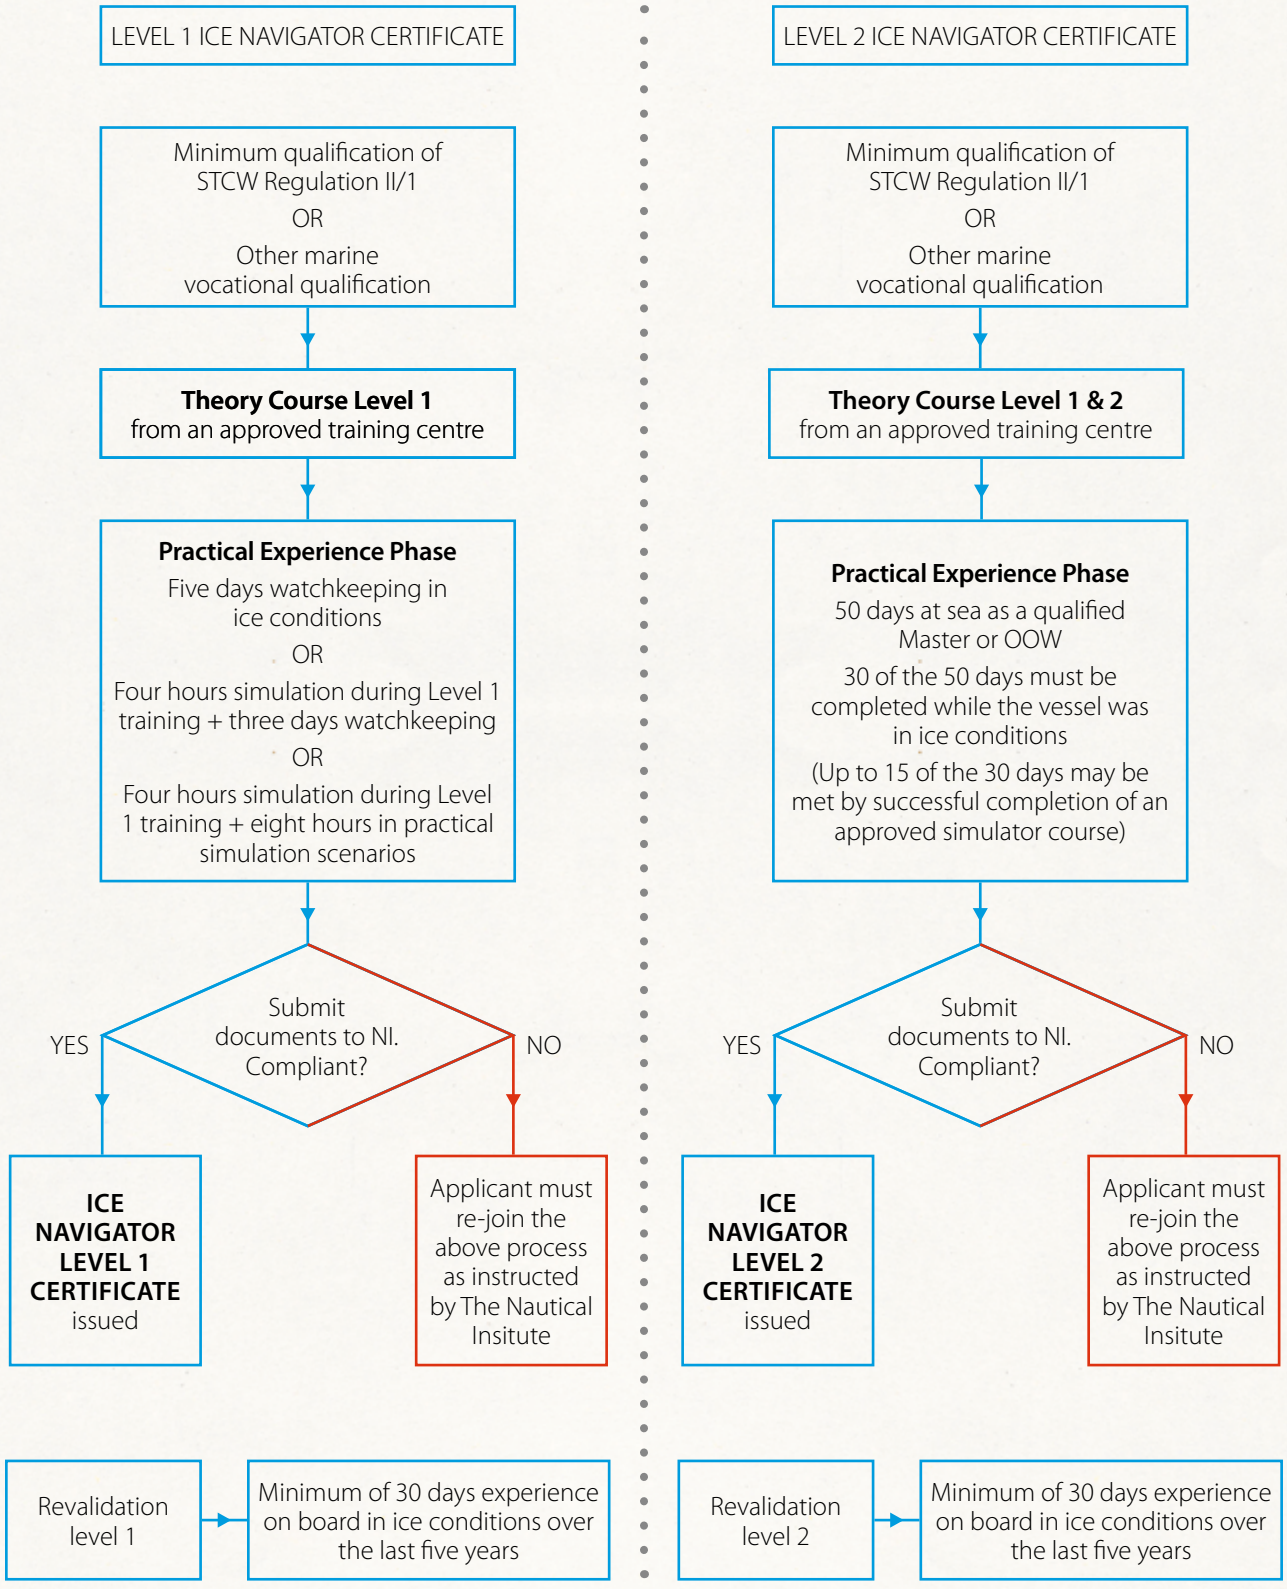 LEVEL 1 ICE NAVIGATOR CERTIFICATE
Minimum qualification of
STCW Regulation II/1
OR
Other marine
vocational qualification
Theory Course Level 1
from an approved training centre
Practical Experience Phase
Five days watchkeeping in
ice conditions
OR
Four hours simulation during Level 1
training + three days watchkeeping
OR
Four hours simulation during Level
1 training + eight hours in practical
simulation scenarios
Submit
documents to NI.
Compliant?
YES
NO
ICE
NAVIGATOR
LEVEL 1
CERTIFICATE
issued
Applicant must
re-join the
above process
as instructed
by The Nautical
Insitute
Revalidation
level 1
Minimum of 30 days experience
on board in ice conditions over
the last five years
LEVEL 2 ICE NAVIGATOR CERTIFICATE
Minimum qualification of
STCW Regulation II/1
OR
Other marine
vocational qualification
Theory Course Level 1 & 2
from an approved training centre
Practical Experience Phase
50 days at sea as a qualified
Master or OOW
30 of the 50 days must be
completed while the vessel was
in ice conditions
(Up to 15 of the 30 days may be
met by successful completion of an
approved simulator course)
Submit
documents to NI.
Compliant?
YES
NO
ICE
NAVIGATOR
LEVEL 2
CERTIFICATE
issued
Applicant must
re-join the
above process
as instructed
by The Nautical
Insitute
Revalidation
level 2
Minimum of 30 days experience
on board in ice conditions over
the last five years